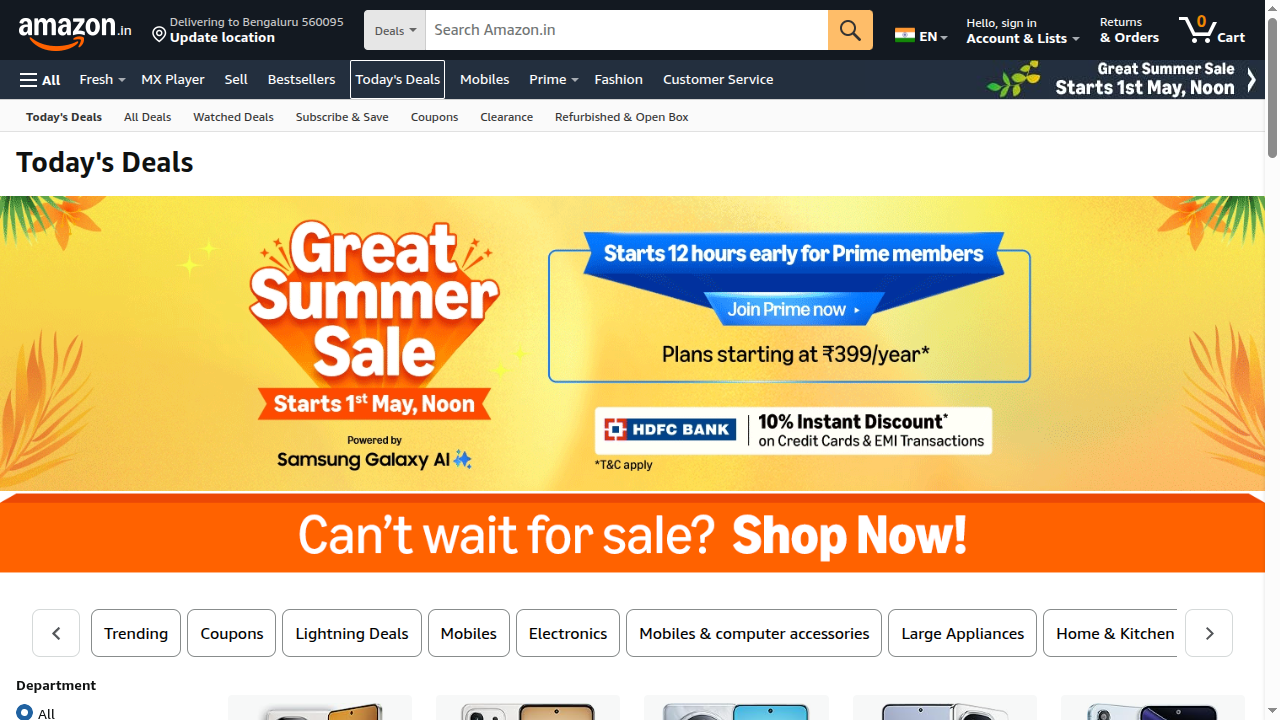 amazon.in
Delivering to Bengaluru 560095
Update location
Deals
Search Amazon.in
EN
Hello, sign in
Account & Lists
Returns
& Orders
0
Cart
All
Fresh
MX Player
Sell
Bestsellers
Today's Deals
Mobiles
Prime
Fashion
Customer Service
Great Summer Sale
Starts 1st May, Noon
Today's Deals
All Deals
Watched Deals
Subscribe & Save
Coupons
Clearance
Refurbished & Open Box
Today's Deals
Great
Summer
Sale
Starts 1st May, Noon
Powered by
Samsung Galaxy AI
Starts 12 hours early for Prime members
Join Prime now
Plans starting at ₹399/year*
HDFC BANK
10% Instant Discount*
on Credit Cards & EMI Transactions
*T&C apply
Can't wait for sale? Shop Now!
Trending
Coupons
Lightning Deals
Mobiles
Electronics
Mobiles & computer accessories
Large Appliances
Home & Kitchen
Department
All